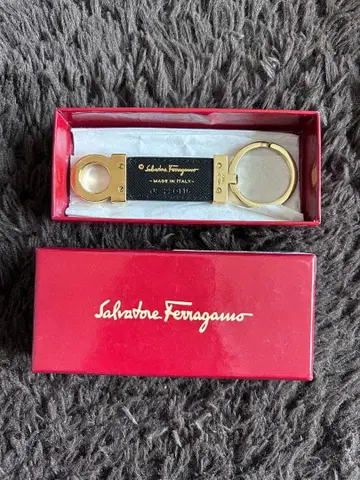 © Salvatore Ferragamo
- MADE IN ITALY -
Salvatore Ferragamo